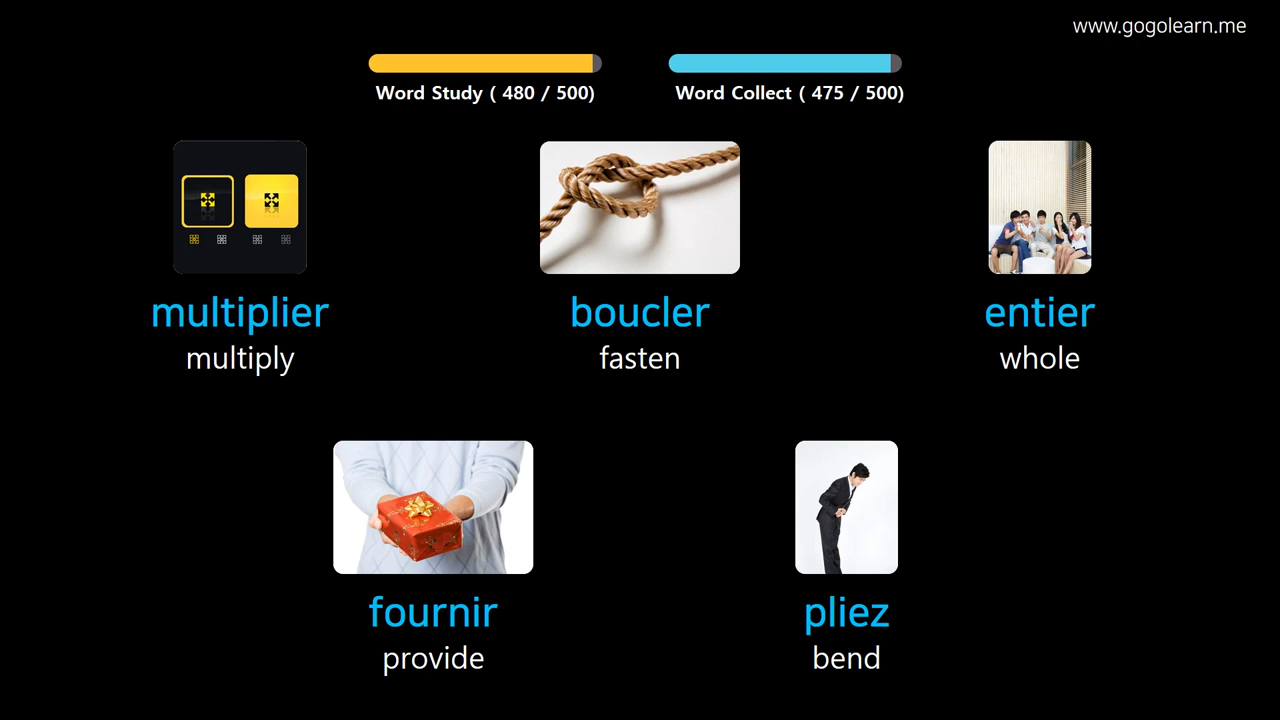 www.gogolearn.me
Word Study ( 480 / 500)
Word Collect ( 475 / 500)
multiplier
multiply
boucler
fasten
entier
whole
fournir
provide
pliez
bend